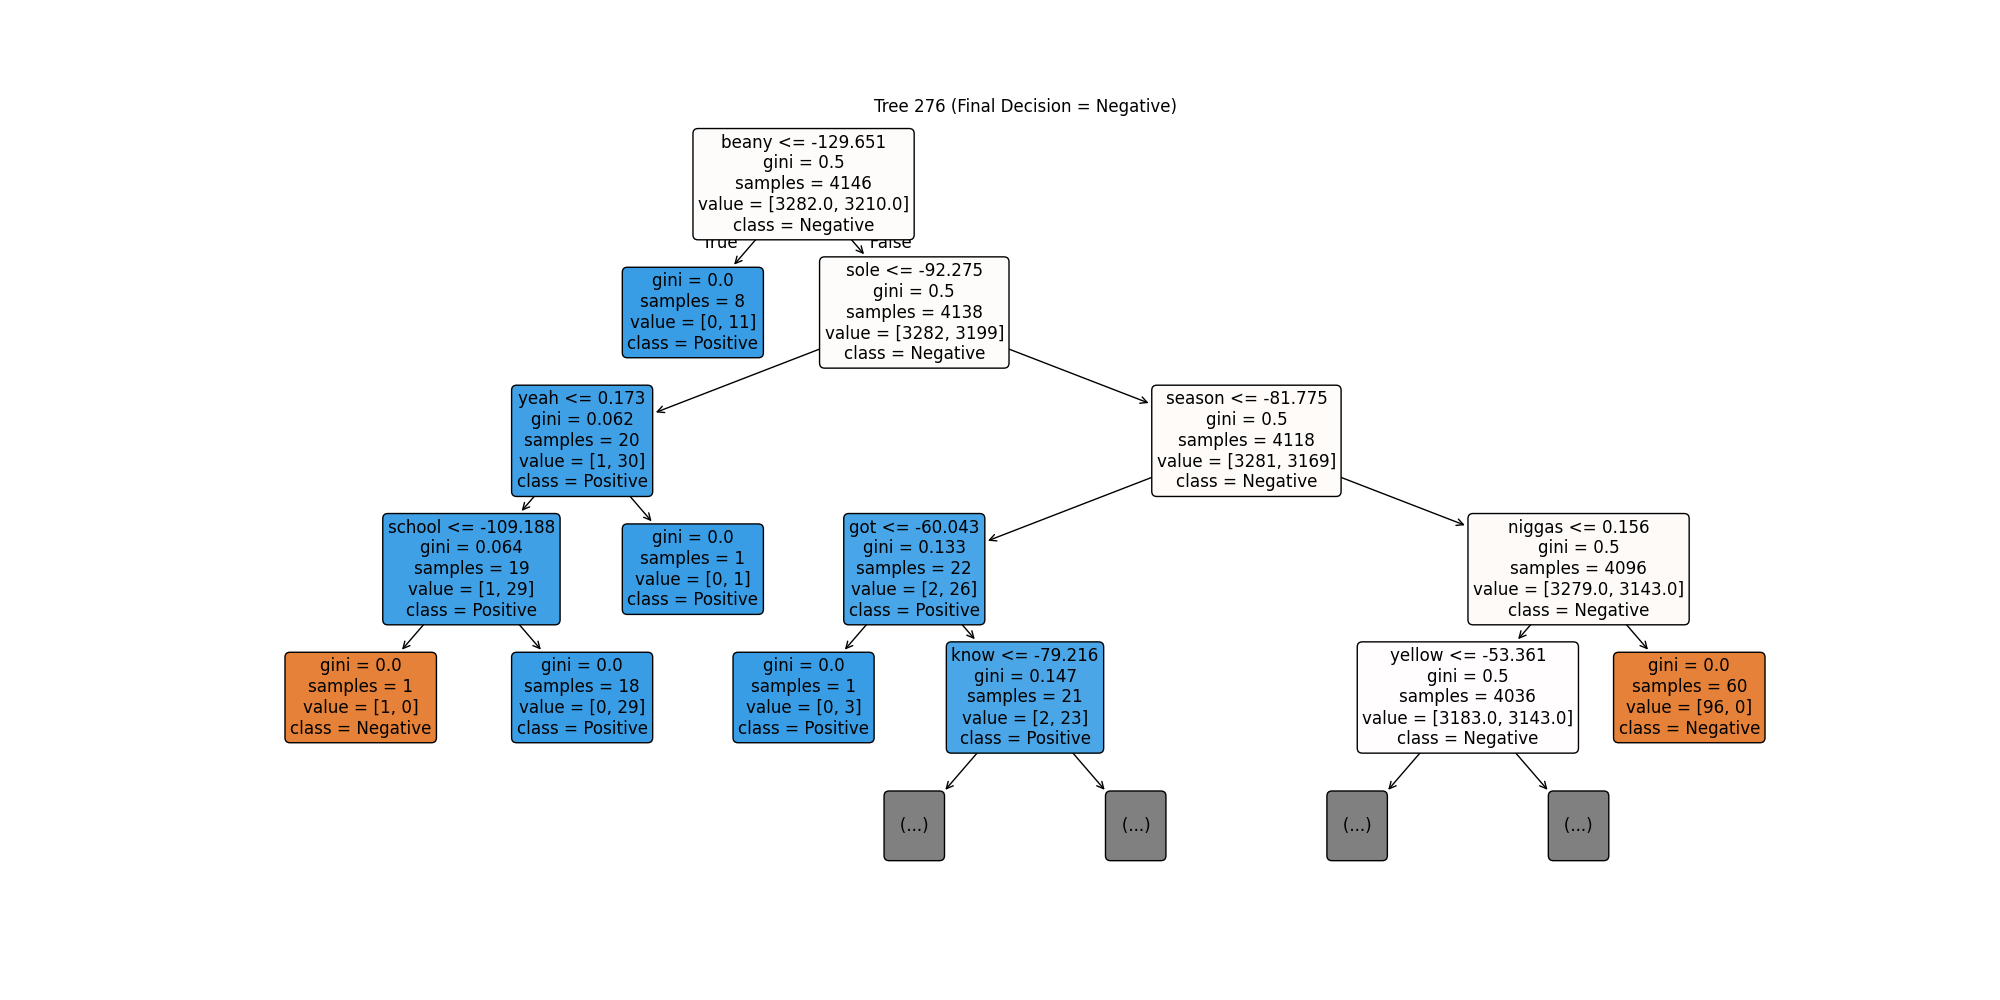 Tree 276 (Final Decision = Negative)
beany <= -129.651
gini = 0.5
samples = 4146
value = [3282.0, 3210.0]
class = Negative
True
False
gini = 0.0
samples = 8
value = [0, 11]
class = Positive
sole <= -92.275
gini = 0.5
samples = 4138
value = [3282, 3199]
class = Negative
yeah <= 0.173
gini = 0.062
samples = 20
value = [1, 30]
class = Positive
season <= -81.775
gini = 0.5
samples = 4118
value = [3281, 3169]
class = Negative
school <= -109.188
gini = 0.064
samples = 19
value = [1, 29]
class = Positive
gini = 0.0
samples = 1
value = [0, 1]
class = Positive
got <= -60.043
gini = 0.133
samples = 22
value = [2, 26]
class = Positive
niggas <= 0.156
gini = 0.5
samples = 4096
value = [3279.0, 3143.0]
class = Negative
gini = 0.0
samples = 1
value = [1, 0]
class = Negative
gini = 0.0
samples = 18
value = [0, 29]
class = Positive
gini = 0.0
samples = 1
value = [0, 3]
class = Positive
know <= -79.216
gini = 0.147
samples = 21
value = [2, 23]
class = Positive
yellow <= -53.361
gini = 0.5
samples = 4036
value = [3183.0, 3143.0]
class = Negative
gini = 0.0
samples = 60
value = [96, 0]
class = Negative
(...)
(...)
(...)
(...)